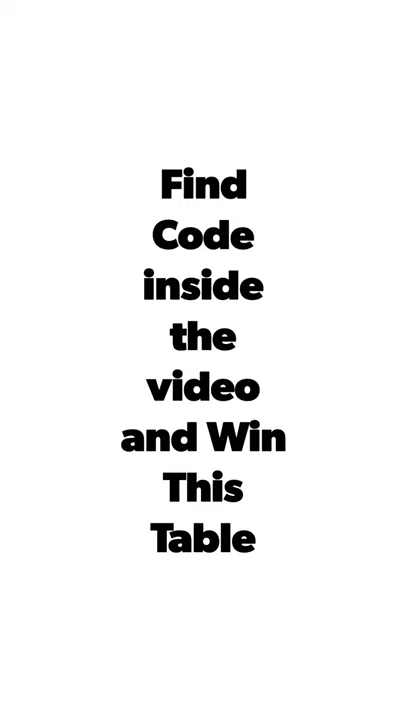 Find
Code
inside
the
video
and Win
This
Table